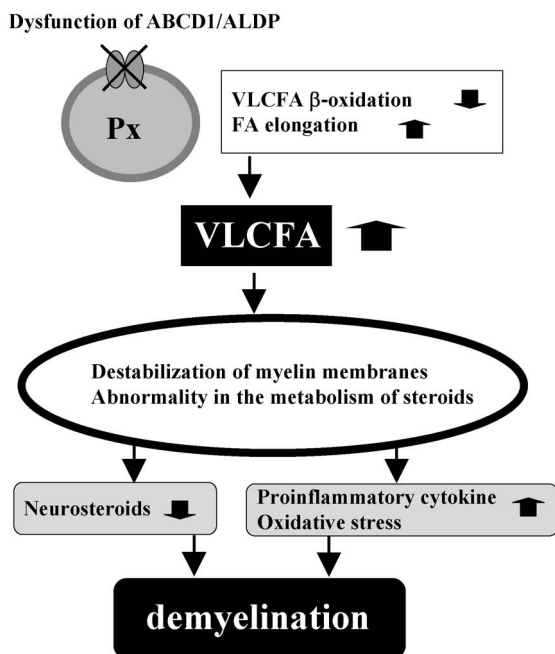 Dysfunction of ABCD1/ALDP
Px
VLCFA β-oxidation
FA elongation
VLCFA
Destabilization of myelin membranes
Abnormality in the metabolism of steroids
Neurosteroids
Proinflammatory cytokine
Oxidative stress
demyelination